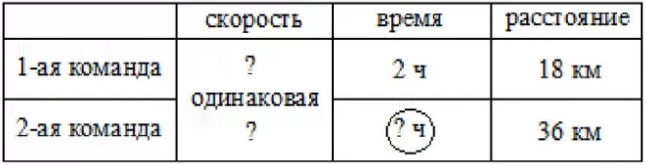 скорость время расстояние
1-ая команда ? 2 ч 18 км
одинаковая
2-ая команда ? ? ч 36 км